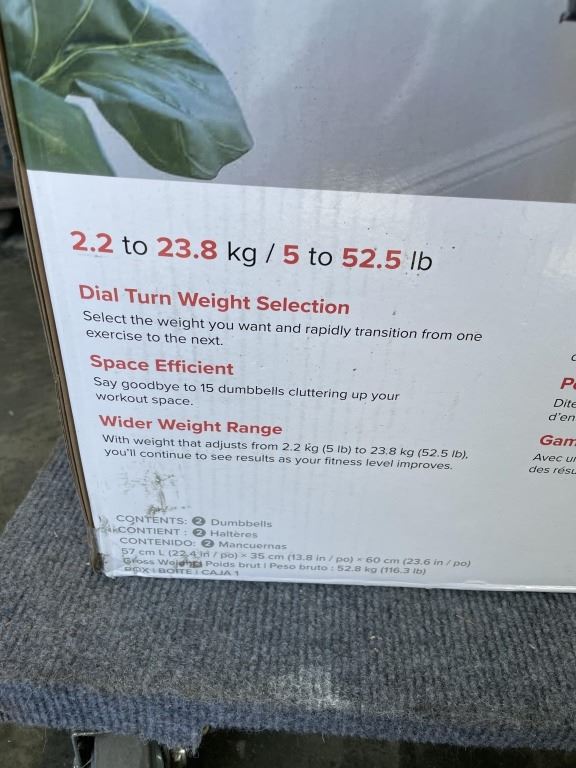 2.2 to 23.8 kg / 5 to 52.5 lb
Dial Turn Weight Selection
Select the weight you want and rapidly transition from one
exercise to the next.
Space Efficient
Say goodbye to 15 dumbbells cluttering up your
workout space.
Wider Weight Range
With weight that adjusts from 2.2 kg (5 lb) to 23.8 kg (52.5 lb),
you'll continue to see results as your fitness level improves.
CONTENTS: 2 Dumbbells
CONTIENT : 2 Haltères
CONTENIDO: 2 Mancuernas
57 cm L (22.4 in / po) × 35 cm (13.8 in / po) × 60 cm (23.6 in / po)
Gross Weight | Poids brut | Peso bruto : 52.8 kg (116.3 lb)
BOX | BOÎTE | CAJA 1
Dite
d'en
Gam
Avec un
des résu